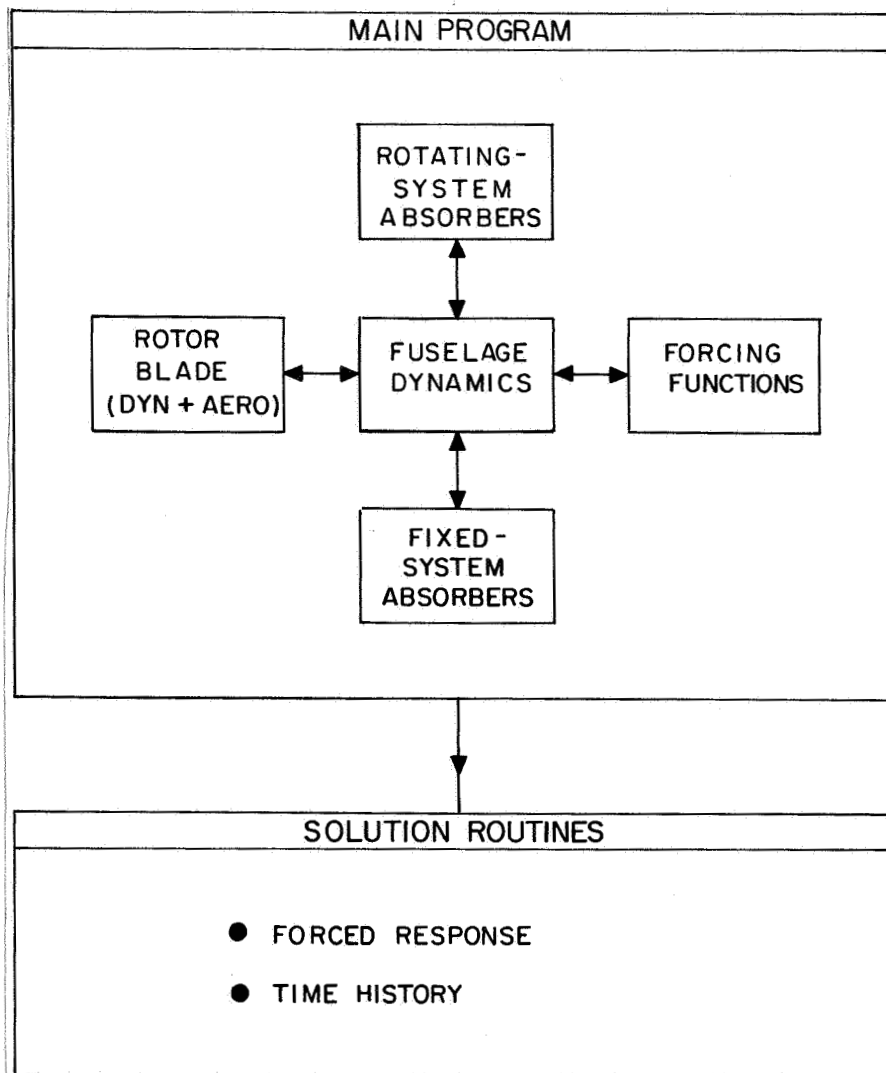 MAIN PROGRAM
ROTATING-
SYSTEM
ABSORBERS
ROTOR
BLADE
(DYN + AERO)
FUSELAGE
DYNAMICS
FORCING
FUNCTIONS
FIXED-
SYSTEM
ABSORBERS
SOLUTION ROUTINES
● FORCED RESPONSE
● TIME HISTORY